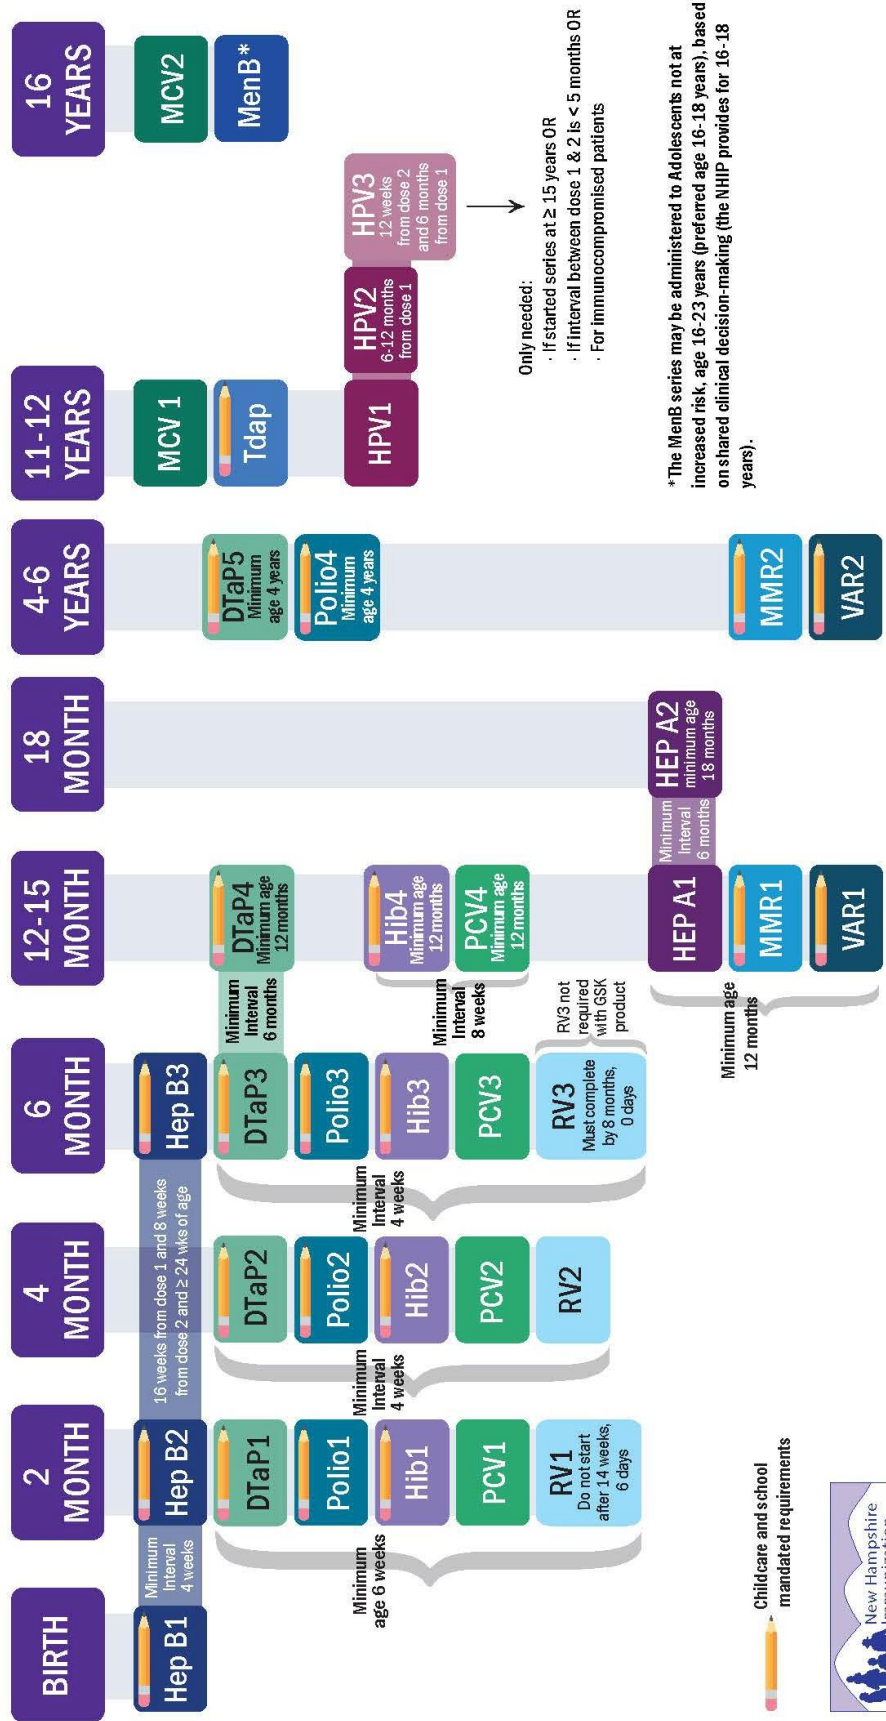 BIRTH
2
MONTH
4
MONTH
6
MONTH
12-15
MONTH
18
MONTH
4-6
YEARS
11-12
YEARS
16
YEARS
Hep B1
Minimum
Interval
4 weeks
Hep B2
16 weeks from dose 1 and 8 weeks
from dose 2 and ≥ 24 wks of age
Hep B3
MCV 1
MCV2
Minimum
age 6 weeks
DTaP1
Minimum
Interval
4 weeks
DTaP2
Minimum
Interval
4 weeks
DTaP3
Minimum
Interval
6 months
DTaP4
Minimum age
12 months
DTaP5
Minimum
age 4 years
Tdap
MenB*
Polio1
Polio2
Polio3
Polio4
Minimum
age 4 years
HPV1
HPV2
6-12 months
from dose 1
HPV3
12 weeks
from dose 2
and 6 months
from dose 1
Hib1
Hib2
Hib3
Minimum
Interval
8 weeks
Hib4
Minimum age
12 months
PCV1
PCV2
PCV3
PCV4
Minimum age
12 months
RV1
Do not start
after 14 weeks,
6 days
RV2
RV3
Must complete
by 8 months,
0 days
RV3 not
required
with GSK
product
Only needed:
· If started series at ≥ 15 years OR
· If interval between dose 1 & 2 is < 5 months OR
· For immunocompromised patients
Minimum age
12 months
HEP A1
Minimum
Interval
6 months
HEP A2
minimum age
18 months
MMR1
MMR2
VAR1
VAR2
*The MenB series may be administered to Adolescents not at
increased risk, age 16-23 years (preferred age 16-18 years), based
on shared clinical decision-making (the NHIP provides for 16-18
years).
Childcare and school
mandated requirements
New Hampshire